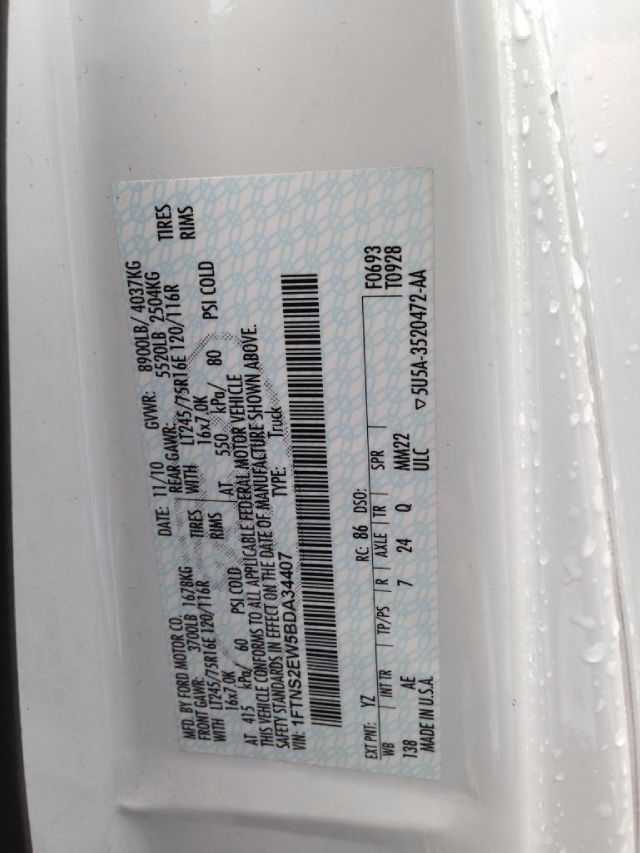 MFD. BY FORD MOTOR CO. DATE: 11/10 GVWR: 8900LB/ 4037KG
FRONT GAWR: 3700LB 1678KG REAR GAWR: 5520LB 2504KG
WITH LT245/75R16E 120/116R TIRES WITH LT245/75R16E 120/116R TIRES
16x7.0K RIMS 16x7.0K RIMS
AT 415 kPa/ 60 PSI COLD AT 550 kPa/ 80 PSI COLD
THIS VEHICLE CONFORMS TO ALL APPLICABLE FEDERAL MOTOR VEHICLE
SAFETY STANDARDS IN EFFECT ON THE DATE OF MANUFACTURE SHOWN ABOVE.
VIN: 1FTNS2EW5BDA34407 TYPE: Truck
F0693
T0928
EXT PNT: YZ RC: 86 DSO:
WB INT TR TP/PS R AXLE TR SPR
138 AE 7 24 Q MM22
MADE IN U.S.A. ULC ▽5U5A-3520472-AA